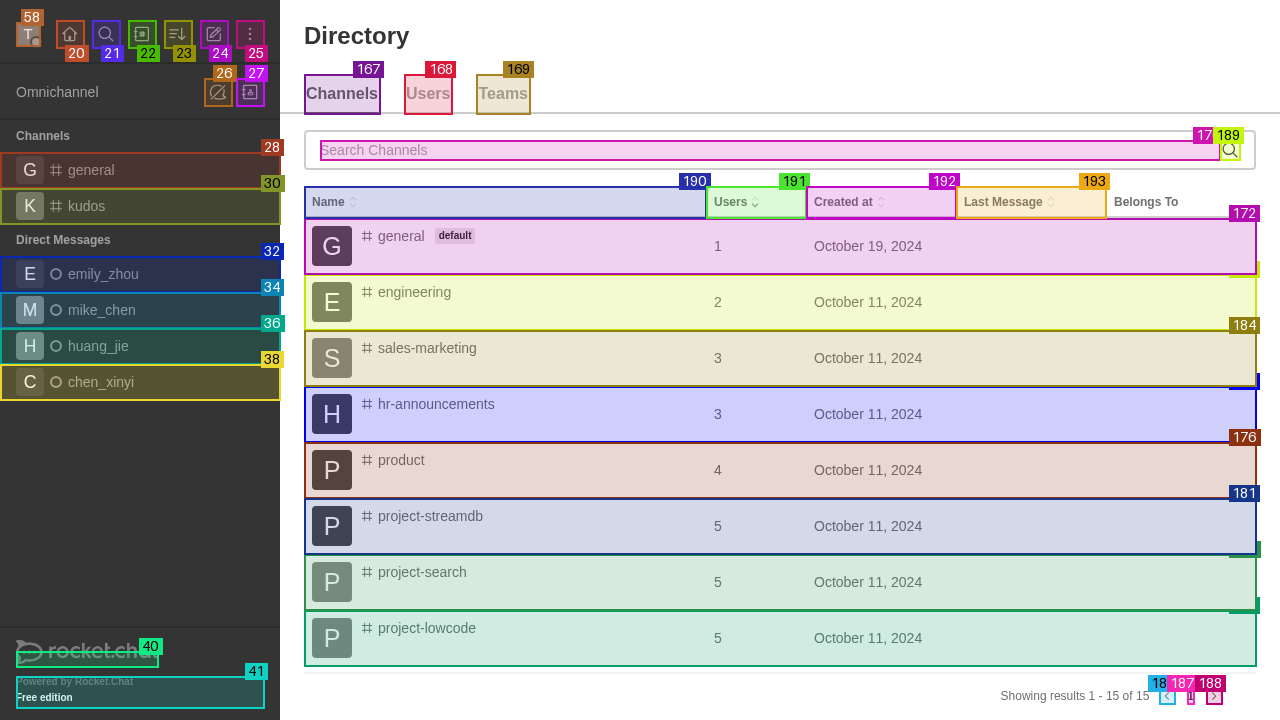 58
T
20
21
22
23
24
25
Omnichannel
26
27
Channels
28
G general
30
K kudos
Direct Messages
32
E emily_zhou
34
M mike_chen
36
H huang_jie
38
C chen_xinyi
rocket.chat
40
41
Powered by Rocket.Chat
Free edition
Directory
167
168
169
Channels Users Teams
17
189
Search Channels
190
191
192
193
Name Users Created at Last Message Belongs To
172
G general default 1 October 19, 2024
E engineering 2 October 11, 2024
184
S sales-marketing 3 October 11, 2024
H hr-announcements 3 October 11, 2024
176
P product 4 October 11, 2024
181
P project-streamdb 5 October 11, 2024
P project-search 5 October 11, 2024
P project-lowcode 5 October 11, 2024
18
187
188
Showing results 1 - 15 of 15 1